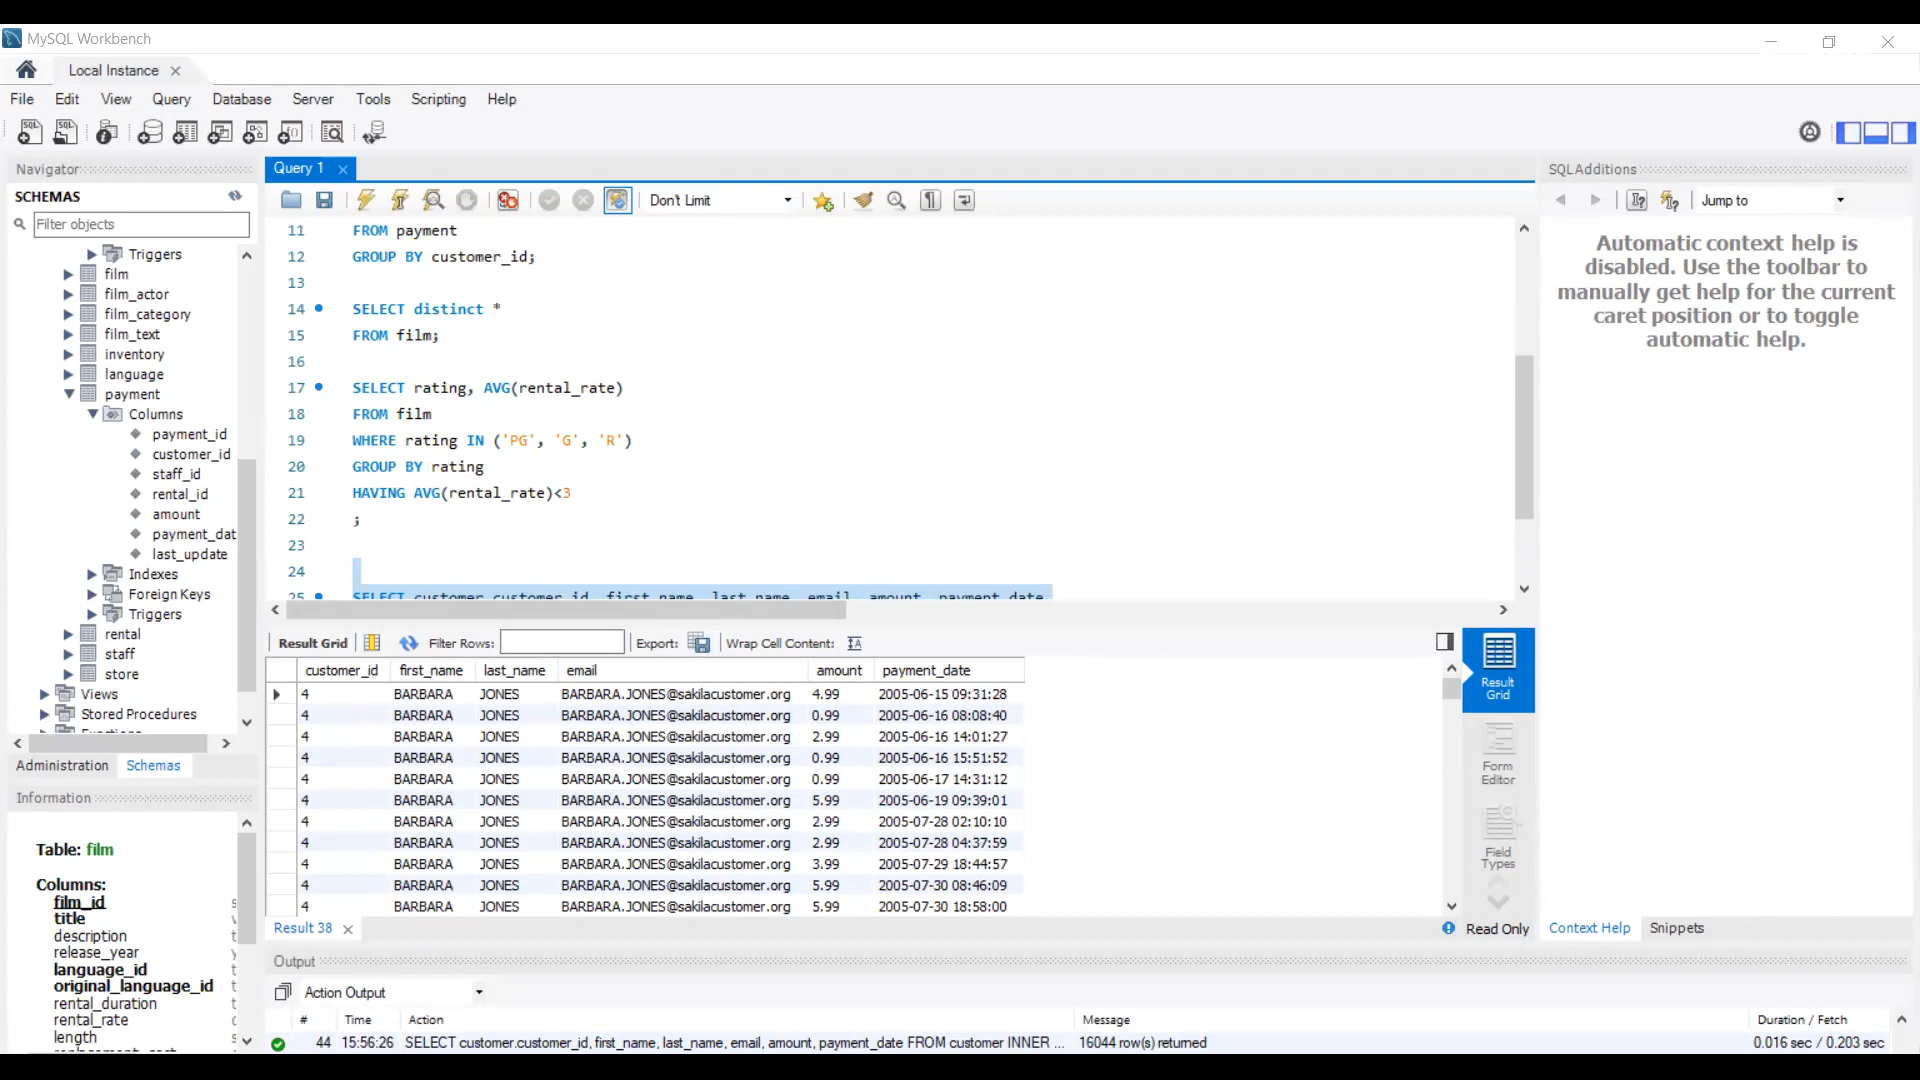 MySQL Workbench
Local Instance
File Edit View Query Database Server Tools Scripting Help
Navigator
SCHEMAS
Filter objects
Triggers
film
film_actor
film_category
film_text
inventory
language
payment
Columns
payment_id
customer_id
staff_id
rental_id
amount
payment_dat
last_update
Indexes
Foreign Keys
Triggers
rental
staff
store
Views
Stored Procedures
Functions
Administration Schemas
Information
Table: film
Columns:
film_id
title
description
release_year
language_id
original_language_id
rental_duration
rental_rate
length
replacement_cost
Query 1
Don't Limit
11 FROM payment
12 GROUP BY customer_id;
13
14 SELECT distinct *
15 FROM film;
16
17 SELECT rating, AVG(rental_rate)
18 FROM film
19 WHERE rating IN ('PG', 'G', 'R')
20 GROUP BY rating
21 HAVING AVG(rental_rate)<3
22 ;
23
24
25 SELECT customer.customer_id, first_name, last_name, email, amount, payment_date
Result Grid Filter Rows: Export: Wrap Cell Content:
customer_id first_name last_name email amount payment_date
4 BARBARA JONES BARBARA.JONES@sakilacustomer.org 4.99 2005-06-15 09:31:28
4 BARBARA JONES BARBARA.JONES@sakilacustomer.org 0.99 2005-06-16 08:08:40
4 BARBARA JONES BARBARA.JONES@sakilacustomer.org 2.99 2005-06-16 14:01:27
4 BARBARA JONES BARBARA.JONES@sakilacustomer.org 0.99 2005-06-16 15:51:52
4 BARBARA JONES BARBARA.JONES@sakilacustomer.org 0.99 2005-06-17 14:31:12
4 BARBARA JONES BARBARA.JONES@sakilacustomer.org 5.99 2005-06-19 09:39:01
4 BARBARA JONES BARBARA.JONES@sakilacustomer.org 2.99 2005-07-28 02:10:10
4 BARBARA JONES BARBARA.JONES@sakilacustomer.org 2.99 2005-07-28 04:37:59
4 BARBARA JONES BARBARA.JONES@sakilacustomer.org 3.99 2005-07-29 18:44:57
4 BARBARA JONES BARBARA.JONES@sakilacustomer.org 5.99 2005-07-30 08:46:09
4 BARBARA JONES BARBARA.JONES@sakilacustomer.org 5.99 2005-07-30 18:58:00
Result Grid
Form Editor
Field Types
Result 38
Read Only
SQLAdditions
Jump to
Automatic context help is
disabled. Use the toolbar to
manually get help for the current
caret position or to toggle
automatic help.
Context Help Snippets
Output
Action Output
# Time Action Message Duration / Fetch
44 15:56:26 SELECT customer.customer_id, first_name, last_name, email, amount, payment_date FROM customer INNER ... 16044 row(s) returned 0.016 sec / 0.203 sec